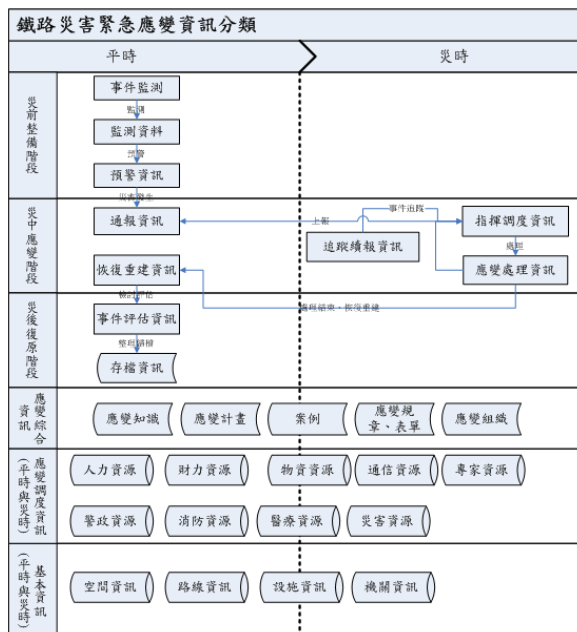 鐵路災害緊急應變資訊分類
平時
災時
災前整備階段
事件監測
監測
監測資料
預警
預警資訊
災害發生
災中應變階段
通報資訊
上報
事件追蹤
指揮調度資訊
追蹤續報資訊
處理
恢復重建資訊
應變處理資訊
檢討評估
處理結束，恢復重建
災後復原階段
事件評估資訊
整理歸檔
存檔資訊
應變綜合
資訊
應變知識
應變計畫
案例
應變規
章、表單
應變組織
應變調度資訊
(平時與災時)
人力資源
財力資源
物資資源
通信資源
專家資源
警政資源
消防資源
醫療資源
災害資源
基本資訊
(平時與災時)
空間資訊
路線資訊
設施資訊
機關資訊